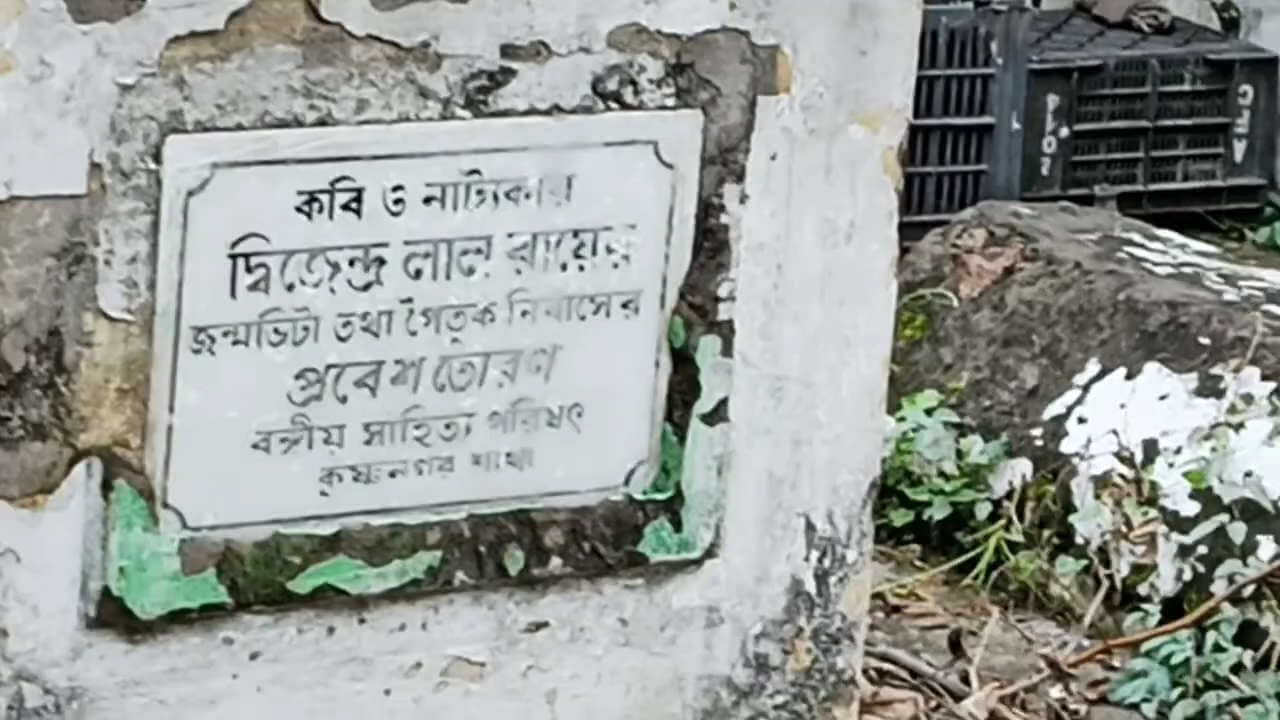 কবি ও নাট্যকার
দ্বিজেন্দ্র লাল রায়ের
জন্মভিটা তথা পৈতৃক নিবাসের
প্রবেশ তোরণ
বঙ্গীয় সাহিত্য পরিষৎ
কৃষ্ণনগর শাখা